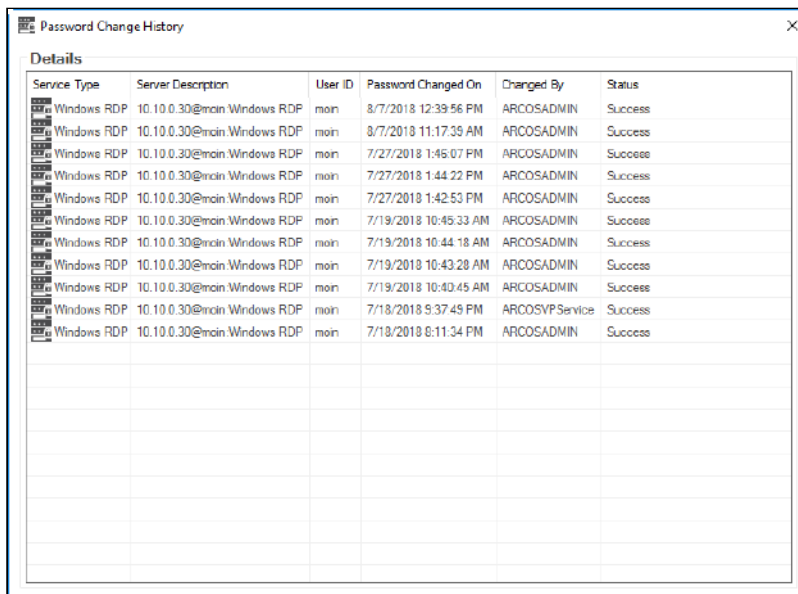 Password Change History
Details
Service Type Server Description User ID Password Changed On Changed By Status
Windows RDP 10.10.0.30@moin:Windows RDP moin 8/7/2018 12:39:56 PM ARCOSADMIN Success
Windows RDP 10.10.0.30@moin:Windows RDP moin 8/7/2018 11:17:39 AM ARCOSADMIN Success
Windows RDP 10.10.0.30@moin:Windows RDP moin 7/27/2018 1:46:07 PM ARCOSADMIN Success
Windows RDP 10.10.0.30@moin:Windows RDP moin 7/27/2018 1:44:22 PM ARCOSADMIN Success
Windows RDP 10.10.0.30@moin:Windows RDP moin 7/27/2018 1:42:53 PM ARCOSADMIN Success
Windows RDP 10.10.0.30@moin:Windows RDP moin 7/19/2018 10:45:33 AM ARCOSADMIN Success
Windows RDP 10.10.0.30@moin:Windows RDP moin 7/19/2018 10:44:18 AM ARCOSADMIN Success
Windows RDP 10.10.0.30@moin:Windows RDP moin 7/19/2018 10:43:28 AM ARCOSADMIN Success
Windows RDP 10.10.0.30@moin:Windows RDP moin 7/19/2018 10:40:45 AM ARCOSADMIN Success
Windows RDP 10.10.0.30@moin:Windows RDP moin 7/18/2018 9:37:49 PM ARCOSVPService Success
Windows RDP 10.10.0.30@moin:Windows RDP moin 7/18/2018 8:11:34 PM ARCOSADMIN Success